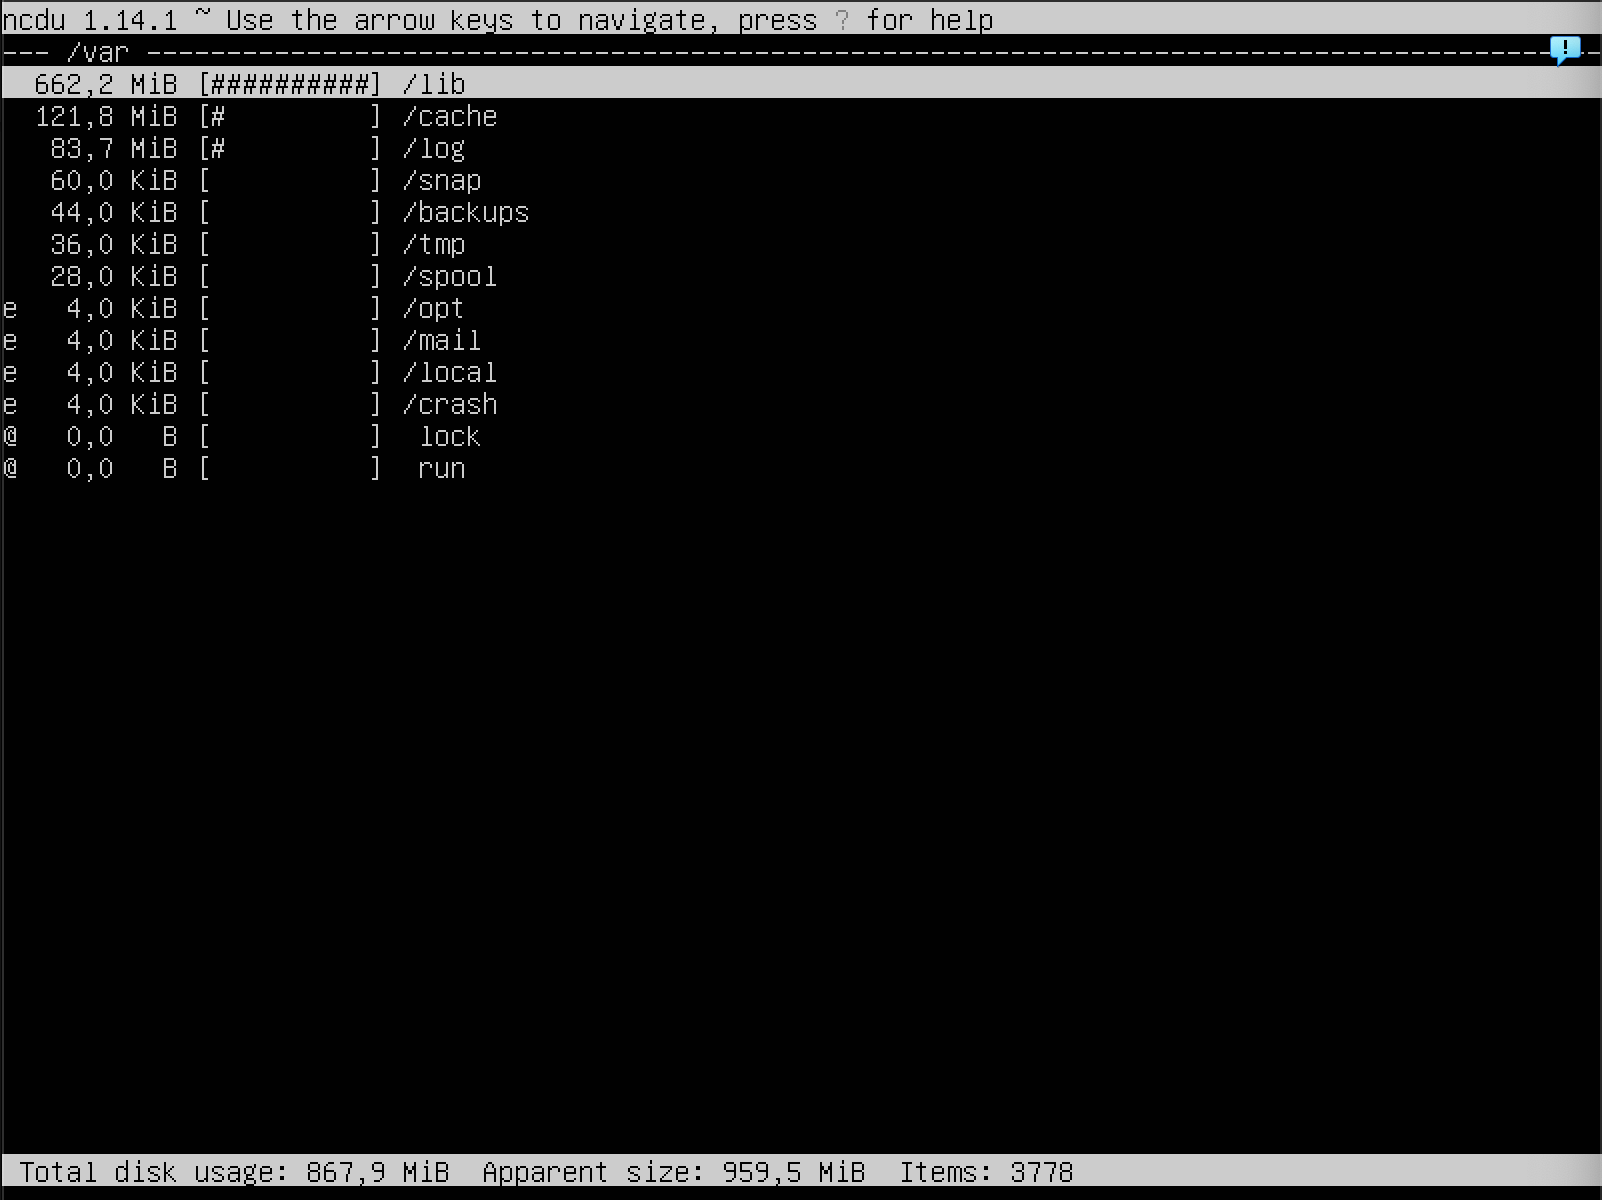 ncdu 1.14.1 ~ Use the arrow keys to navigate, press ? for help
--- /var ------------------------------------------------------------------------------------------
662,2 MiB [##########] /lib
121,8 MiB [#         ] /cache
83,7 MiB [#         ] /log
60,0 KiB [          ] /snap
44,0 KiB [          ] /backups
36,0 KiB [          ] /tmp
28,0 KiB [          ] /spool
e   4,0 KiB [          ] /opt
e   4,0 KiB [          ] /mail
e   4,0 KiB [          ] /local
e   4,0 KiB [          ] /crash
@   0,0   B [          ]  lock
@   0,0   B [          ]  run
Total disk usage: 867,9 MiB  Apparent size: 959,5 MiB  Items: 3778